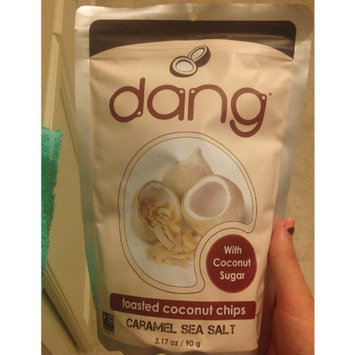 dang
With
Coconut
Sugar
toasted coconut chips
CARAMEL SEA SALT
3.17 oz / 90 g